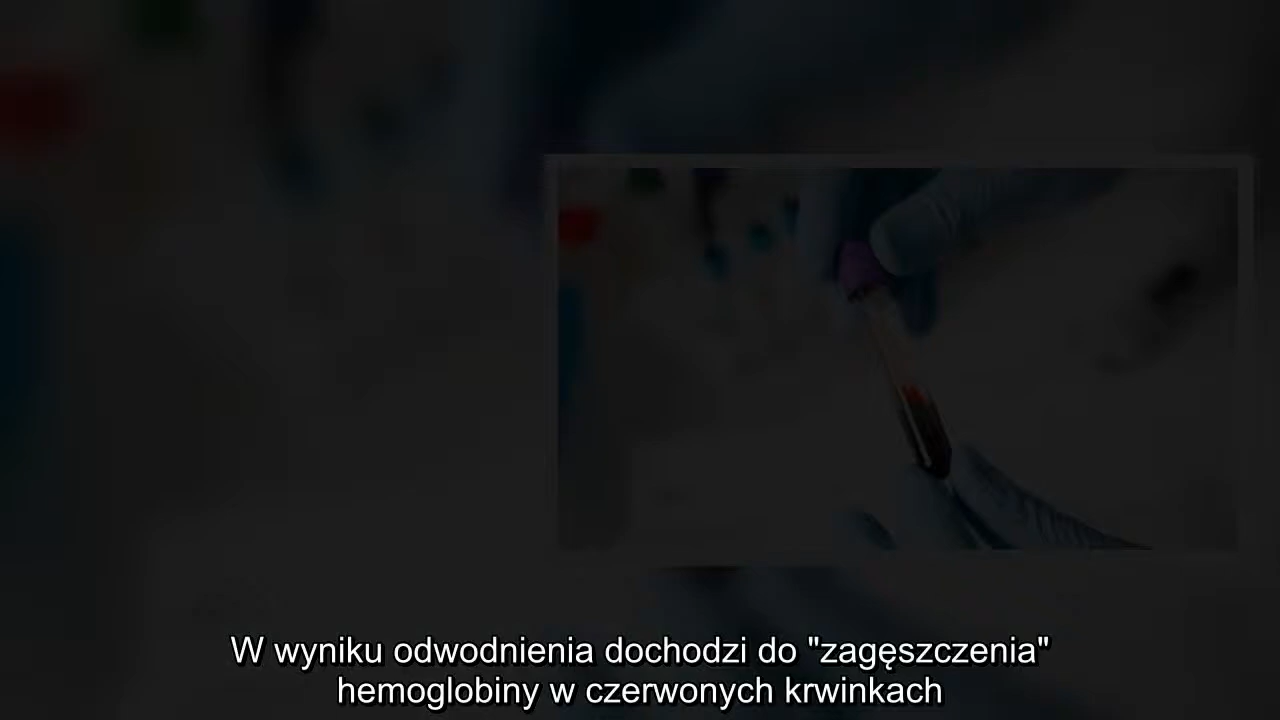 W wyniku odwodnienia dochodzi do "zagęszczenia"
hemoglobiny w czerwonych krwinkach